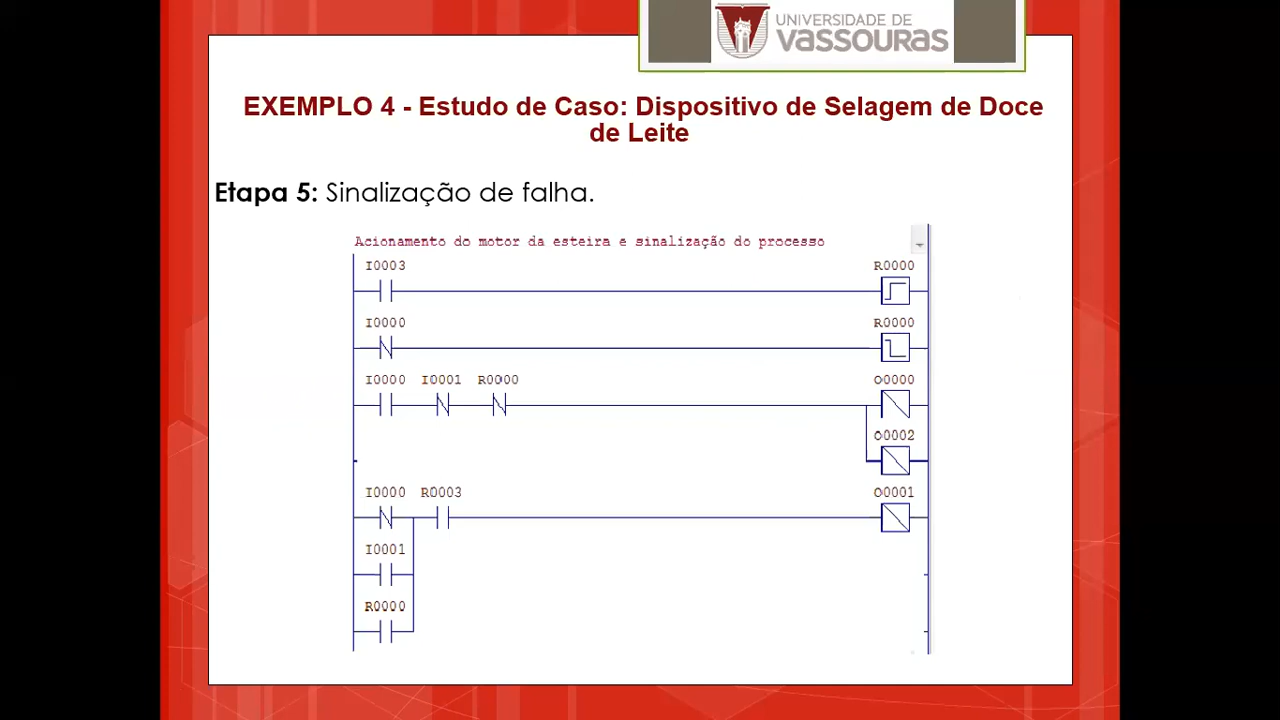 UNIVERSIDADE DE
VASSOURAS
EXEMPLO 4 - Estudo de Caso: Dispositivo de Selagem de Doce
de Leite
Etapa 5: Sinalização de falha.
Acionamento do motor da esteira e sinalização do processo
I0003 R0000
I0000 R0000
I0000 I0001 R0000 O0000
O0002
I0000 R0003 O0001
I0001
R0000